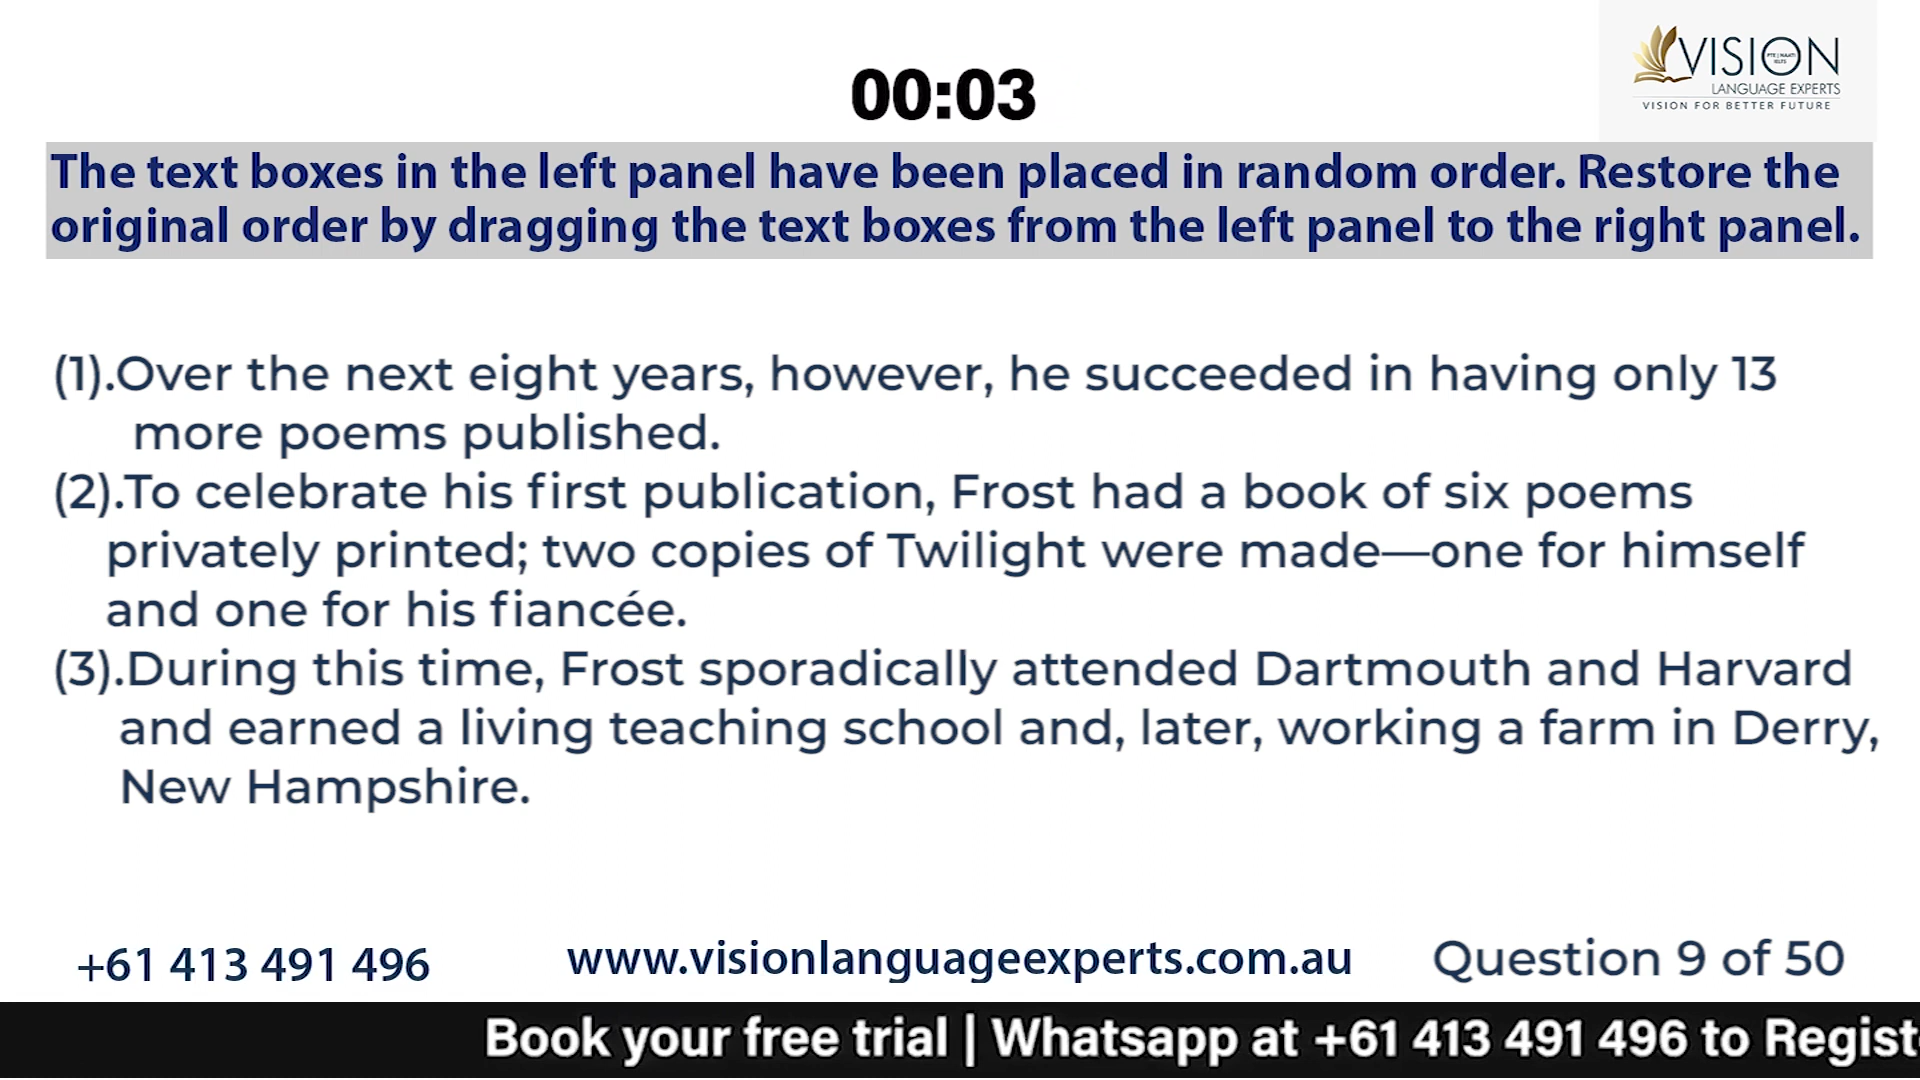 VISION
PTE | NAATI
IELTS
LANGUAGE EXPERTS
VISION FOR BETTER FUTURE
00:03
The text boxes in the left panel have been placed in random order. Restore the
original order by dragging the text boxes from the left panel to the right panel.
(1).Over the next eight years, however, he succeeded in having only 13
more poems published.
(2).To celebrate his first publication, Frost had a book of six poems
privately printed; two copies of Twilight were made—one for himself
and one for his fiancée.
(3).During this time, Frost sporadically attended Dartmouth and Harvard
and earned a living teaching school and, later, working a farm in Derry,
New Hampshire.
+61 413 491 496
www.visionlanguageexperts.com.au
Question 9 of 50
Book your free trial | Whatsapp at +61 413 491 496 to Regist